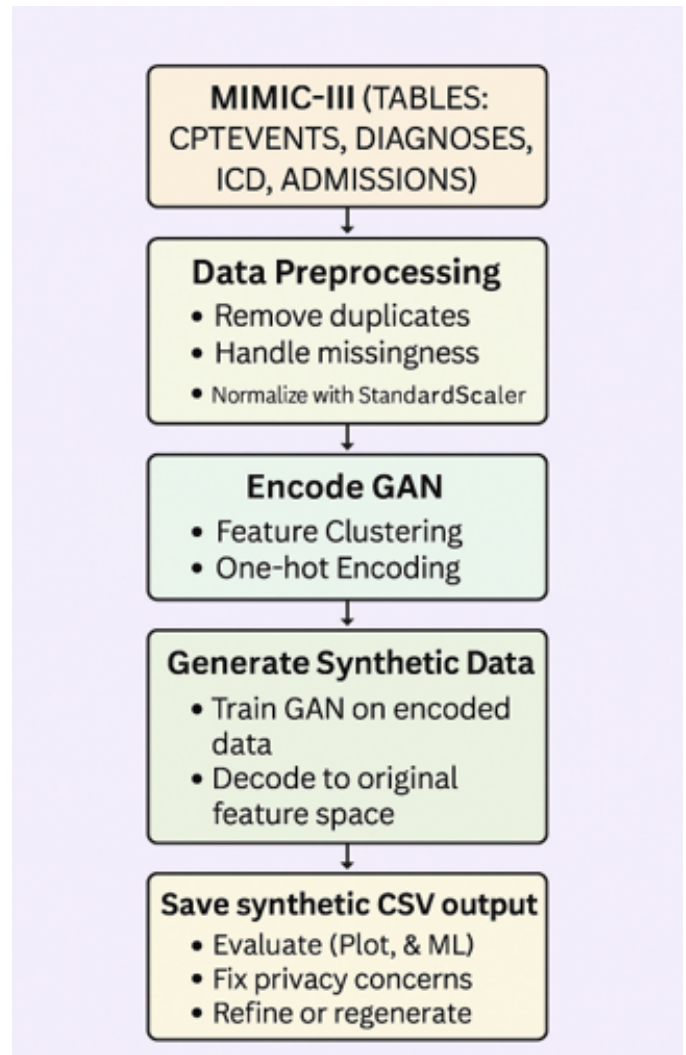 MIMIC-III (TABLES:
CPTEVENTS, DIAGNOSES,
ICD, ADMISSIONS)
Data Preprocessing
• Remove duplicates
• Handle missingness
• Normalize with StandardScaler
Encode GAN
• Feature Clustering
• One-hot Encoding
Generate Synthetic Data
• Train GAN on encoded
data
• Decode to original
feature space
Save synthetic CSV output
• Evaluate (Plot, & ML)
• Fix privacy concerns
• Refine or regenerate